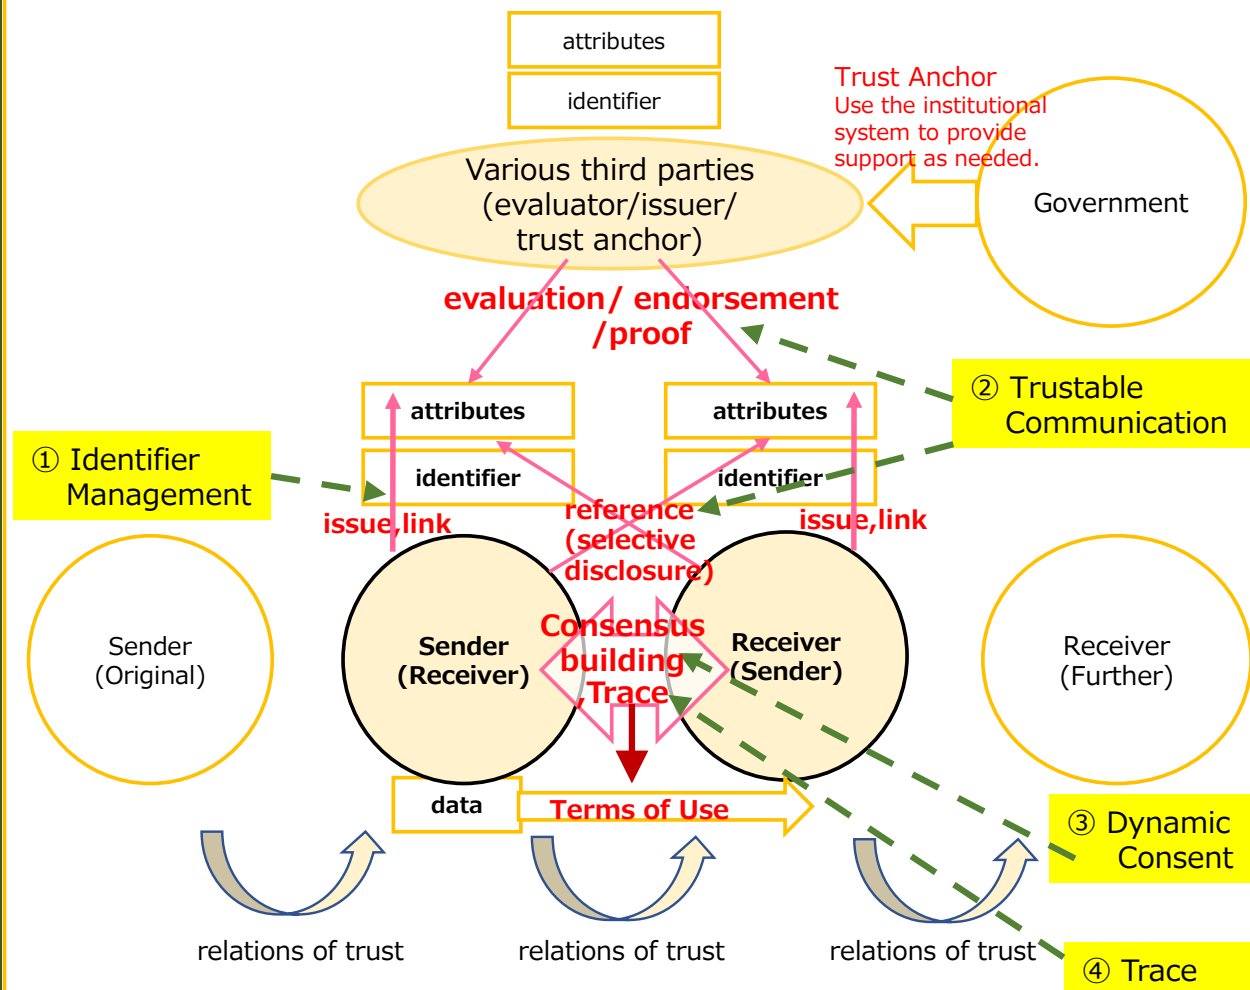 attributes
identifier
Trust Anchor
Use the institutional
system to provide
support as needed.
Various third parties
(evaluator/issuer/
trust anchor)
Government
evaluation/ endorsement
/proof
② Trustable
Communication
attributes
attributes
① Identifier
Management
identifier
identifier
issue,link
reference
(selective
disclosure)
issue,link
Sender
(Original)
Sender
(Receiver)
Consensus
building
,Trace
Receiver
(Sender)
Receiver
(Further)
data
Terms of Use
③ Dynamic
Consent
relations of trust
relations of trust
relations of trust
④ Trace